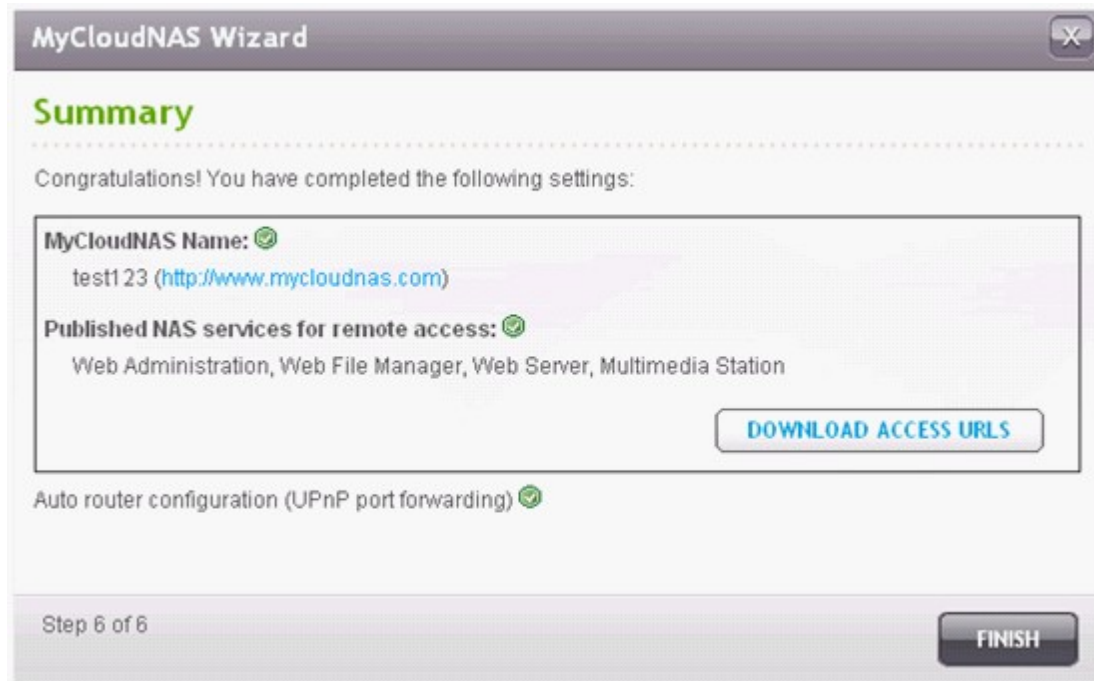 MyCloudNAS Wizard
X
Summary
Congratulations! You have completed the following settings:
MyCloudNAS Name:
test123 (http://www.mycloudnas.com)
Published NAS services for remote access:
Web Administration, Web File Manager, Web Server, Multimedia Station
DOWNLOAD ACCESS URLS
Auto router configuration (UPnP port forwarding)
Step 6 of 6
FINISH